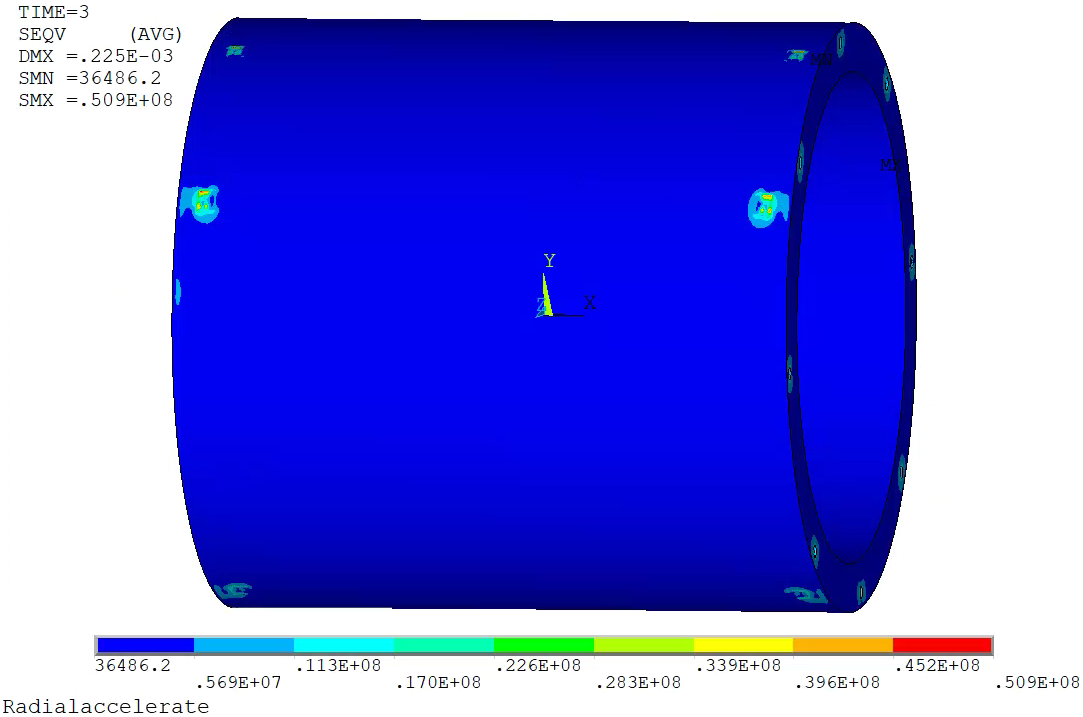 TIME=3
SEQV (AVG)
DMX =.225E-03
SMN =36486.2
SMX =.509E+08
MN
MX
Y
Z
X
36486.2 .113E+08 .226E+08 .339E+08 .452E+08
.569E+07 .170E+08 .283E+08 .396E+08 .509E+08
Radialaccelerate